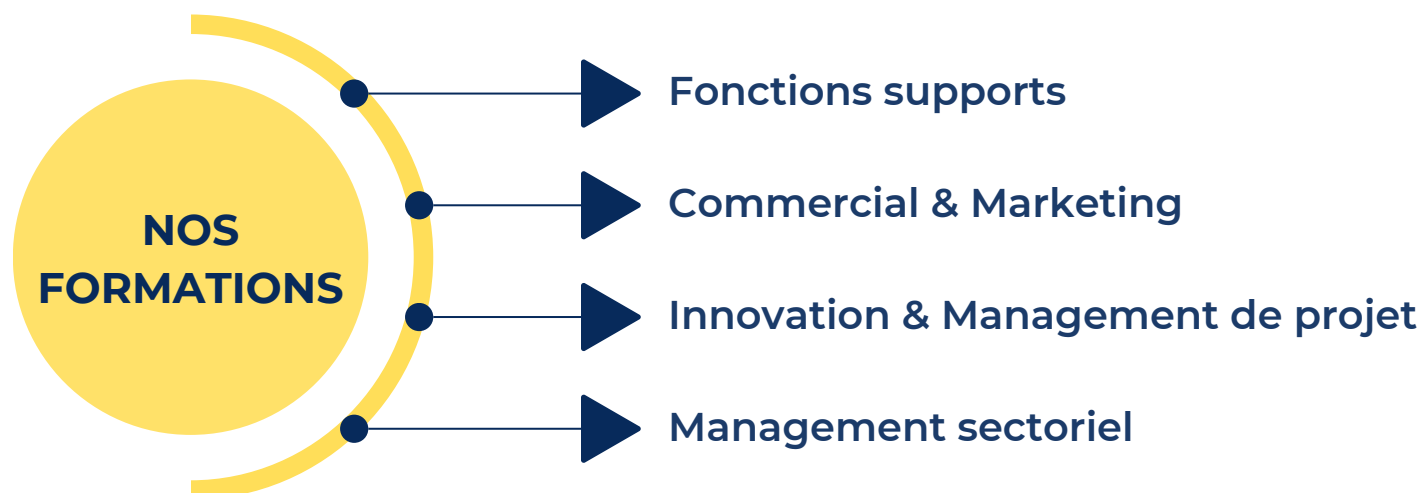 NOS
FORMATIONS
Fonctions supports
Commercial & Marketing
Innovation & Management de projet
Management sectoriel